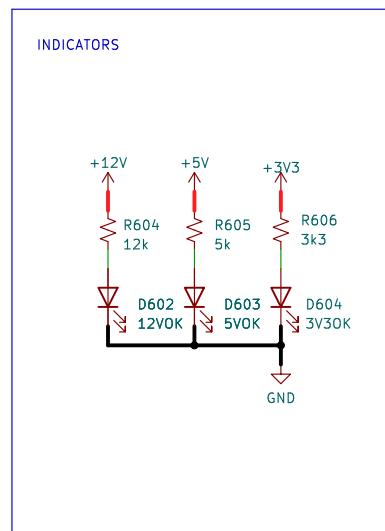 INDICATORS
+12V
+5V
+3V3
R604
12k
R605
5k
R606
3k3
D602
12VOK
D603
5VOK
D604
3V3OK
GND